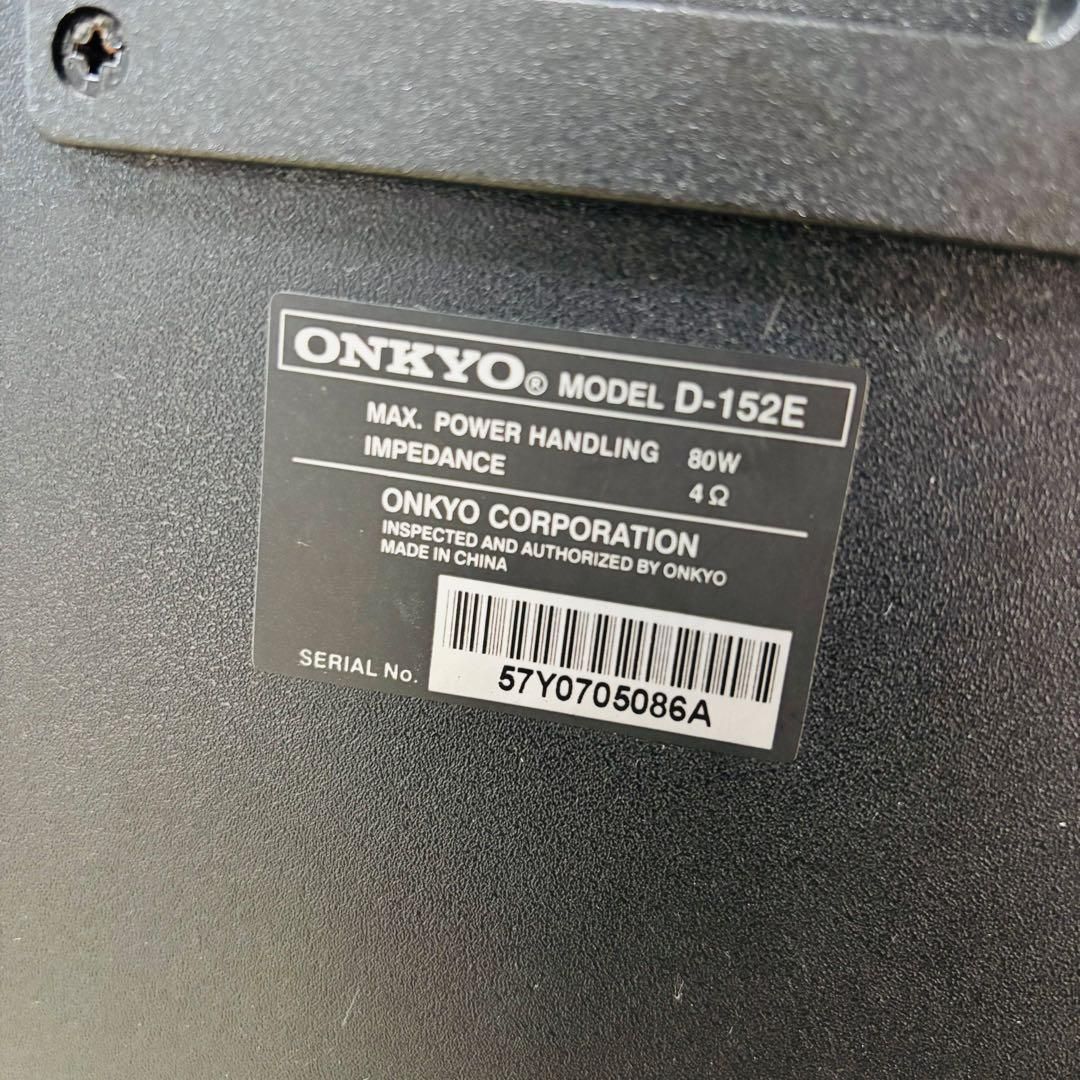 ONKYO® MODEL D-152E
MAX. POWER HANDLING 80W
IMPEDANCE 4Ω
ONKYO CORPORATION
INSPECTED AND AUTHORIZED BY ONKYO
MADE IN CHINA
SERIAL No. 57Y0705086A